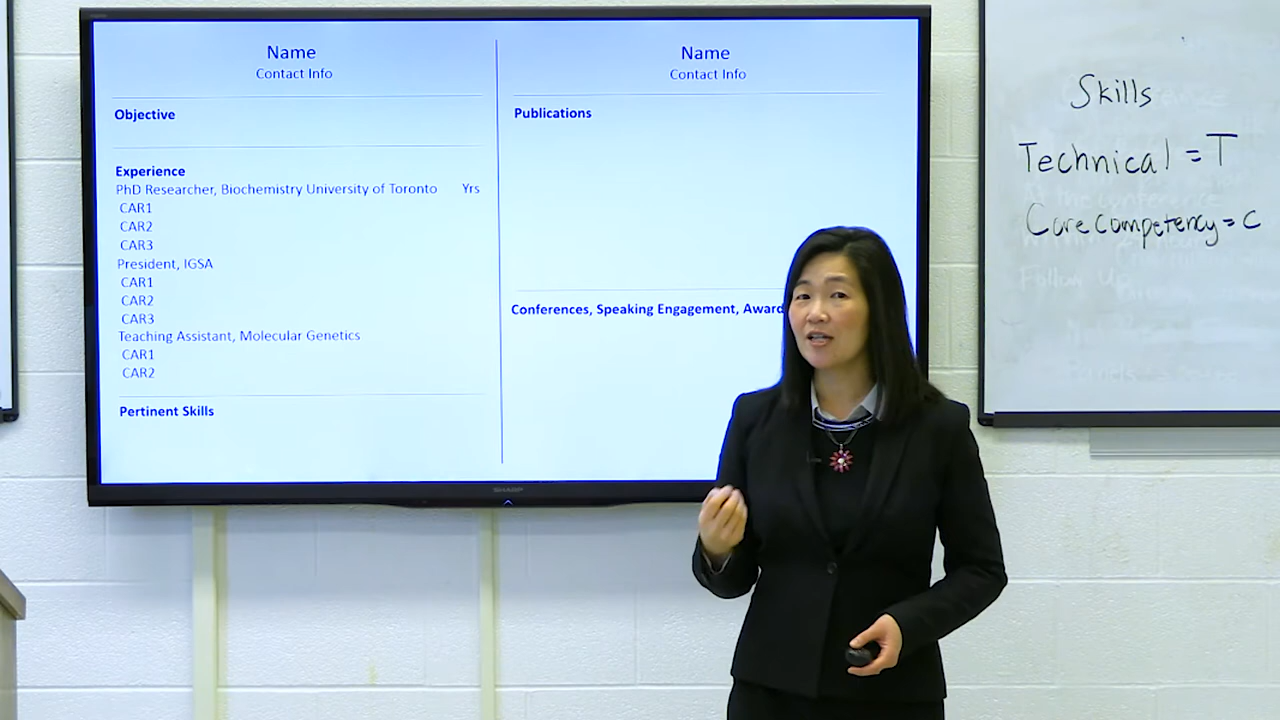 Name
Contact Info
Objective
Experience
PhD Researcher, Biochemistry University of Toronto Yrs
CAR1
CAR2
CAR3
President, IGSA
CAR1
CAR2
CAR3
Teaching Assistant, Molecular Genetics
CAR1
CAR2
Pertinent Skills
Name
Contact Info
Publications
Conferences, Speaking Engagement, Award
SHARP
Skills
Technical = T
Core Competency = C
Follow Up